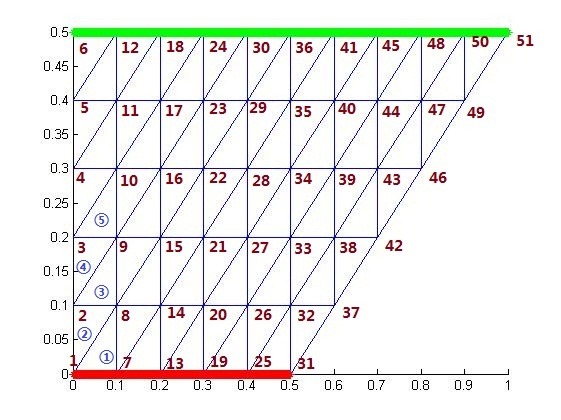 0.5 6 12 18 24 30 36 41 45 48 50 51
0.45
0.4 5 11 17 23 29 35 40 44 47 49
0.35
0.3 4 10 16 22 28 34 39 43 46
0.25 ⑤
0.2 3 9 15 21 27 33 38 42
0.15 ④ ③
0.1 2 8 14 20 26 32 37
0.05 ② ①
0 1 7 13 19 25 31
0 0.1 0.2 0.3 0.4 0.5 0.6 0.7 0.8 0.9 1